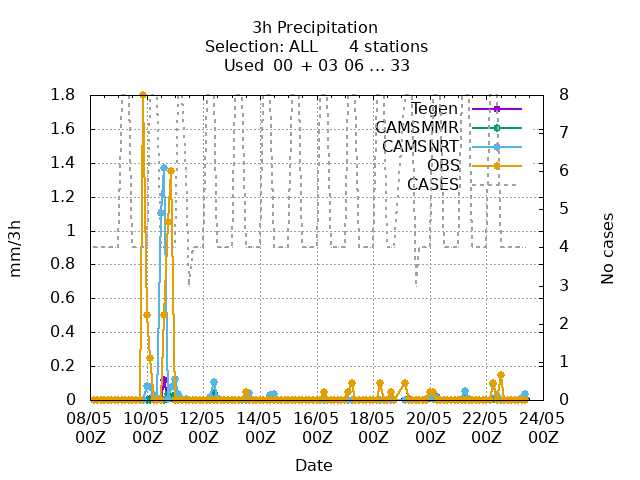 3h Precipitation
Selection: ALL 4 stations
Used 00 + 03 06 ... 33
1.8
1.6
1.4
1.2
1
0.8
0.6
0.4
0.2
0
mm/3h
8
7
6
5
4
3
2
1
0
No cases
Tegen
CAMSMMR
CAMSNRT
OBS
CASES
08/05 10/05 12/05 14/05 16/05 18/05 20/05 22/05 24/05
00Z 00Z 00Z 00Z 00Z 00Z 00Z 00Z 00Z
Date